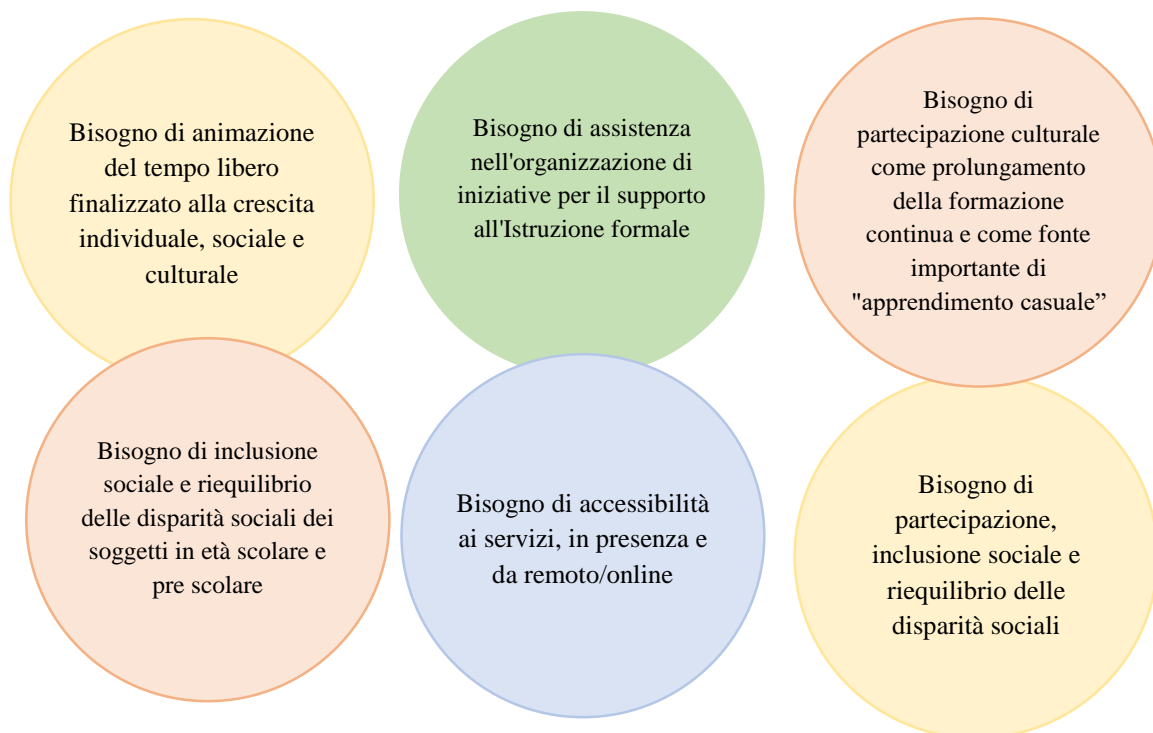 Bisogno di animazione
del tempo libero
finalizzato alla crescita
individuale, sociale e
culturale
Bisogno di assistenza
nell'organizzazione di
iniziative per il supporto
all'Istruzione formale
Bisogno di
partecipazione culturale
come prolungamento
della formazione
continua e come fonte
importante di
"apprendimento casuale”
Bisogno di inclusione
sociale e riequilibrio
delle disparità sociali dei
soggetti in età scolare e
pre scolare
Bisogno di accessibilità
ai servizi, in presenza e
da remoto/online
Bisogno di
partecipazione,
inclusione sociale e
riequilibrio delle
disparità sociali